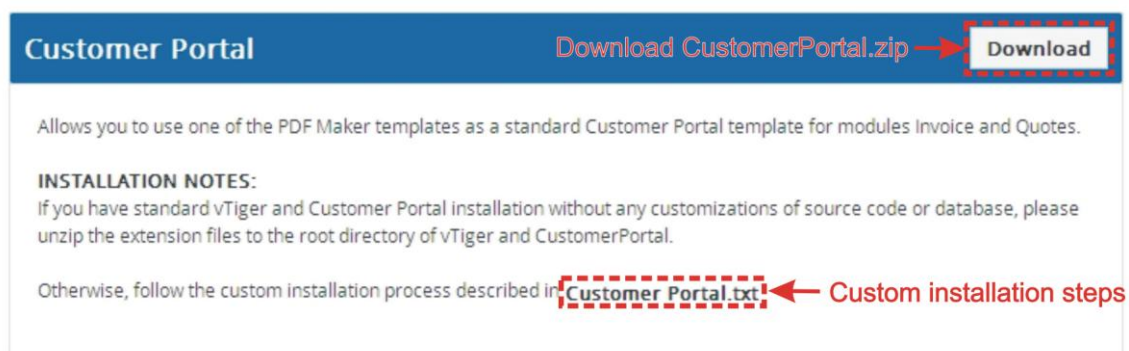 Customer Portal
Download CustomerPortal.zip
Download
Allows you to use one of the PDF Maker templates as a standard Customer Portal template for modules Invoice and Quotes.
INSTALLATION NOTES:
If you have standard vTiger and Customer Portal installation without any customizations of source code or database, please
unzip the extension files to the root directory of vTiger and CustomerPortal.
Otherwise, follow the custom installation process described in Customer Portal.txt
Custom installation steps